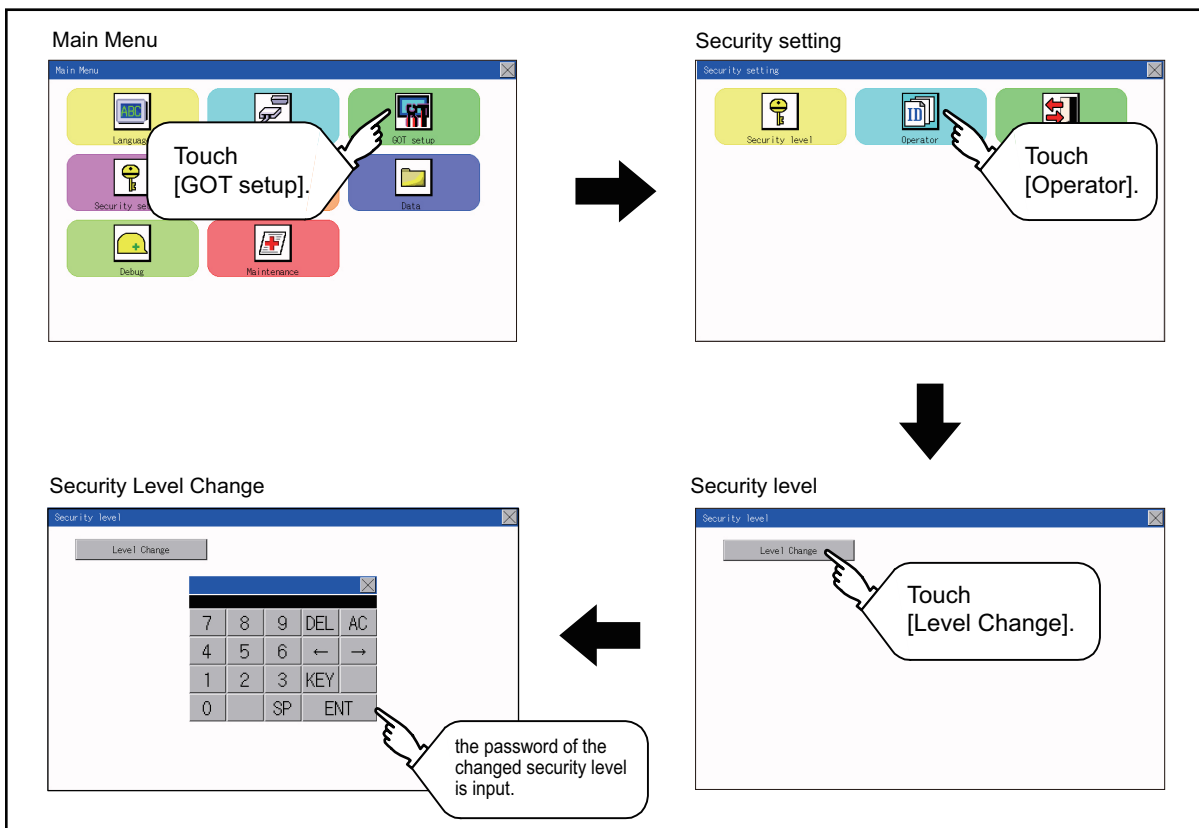 Main Menu
Main Menu
ABC
Language
GOT setup
Touch
[GOT setup].
Data
Debug
Maintenance
Security setting
Security setting
Security level
ID
Operator
Touch
[Operator].
Security level
Security level
Level Change
Touch
[Level Change].
Security Level Change
Security level
Level Change
7 8 9 DEL AC
4 5 6 ← →
1 2 3 KEY
0 SP ENT
the password of the
changed security level
is input.